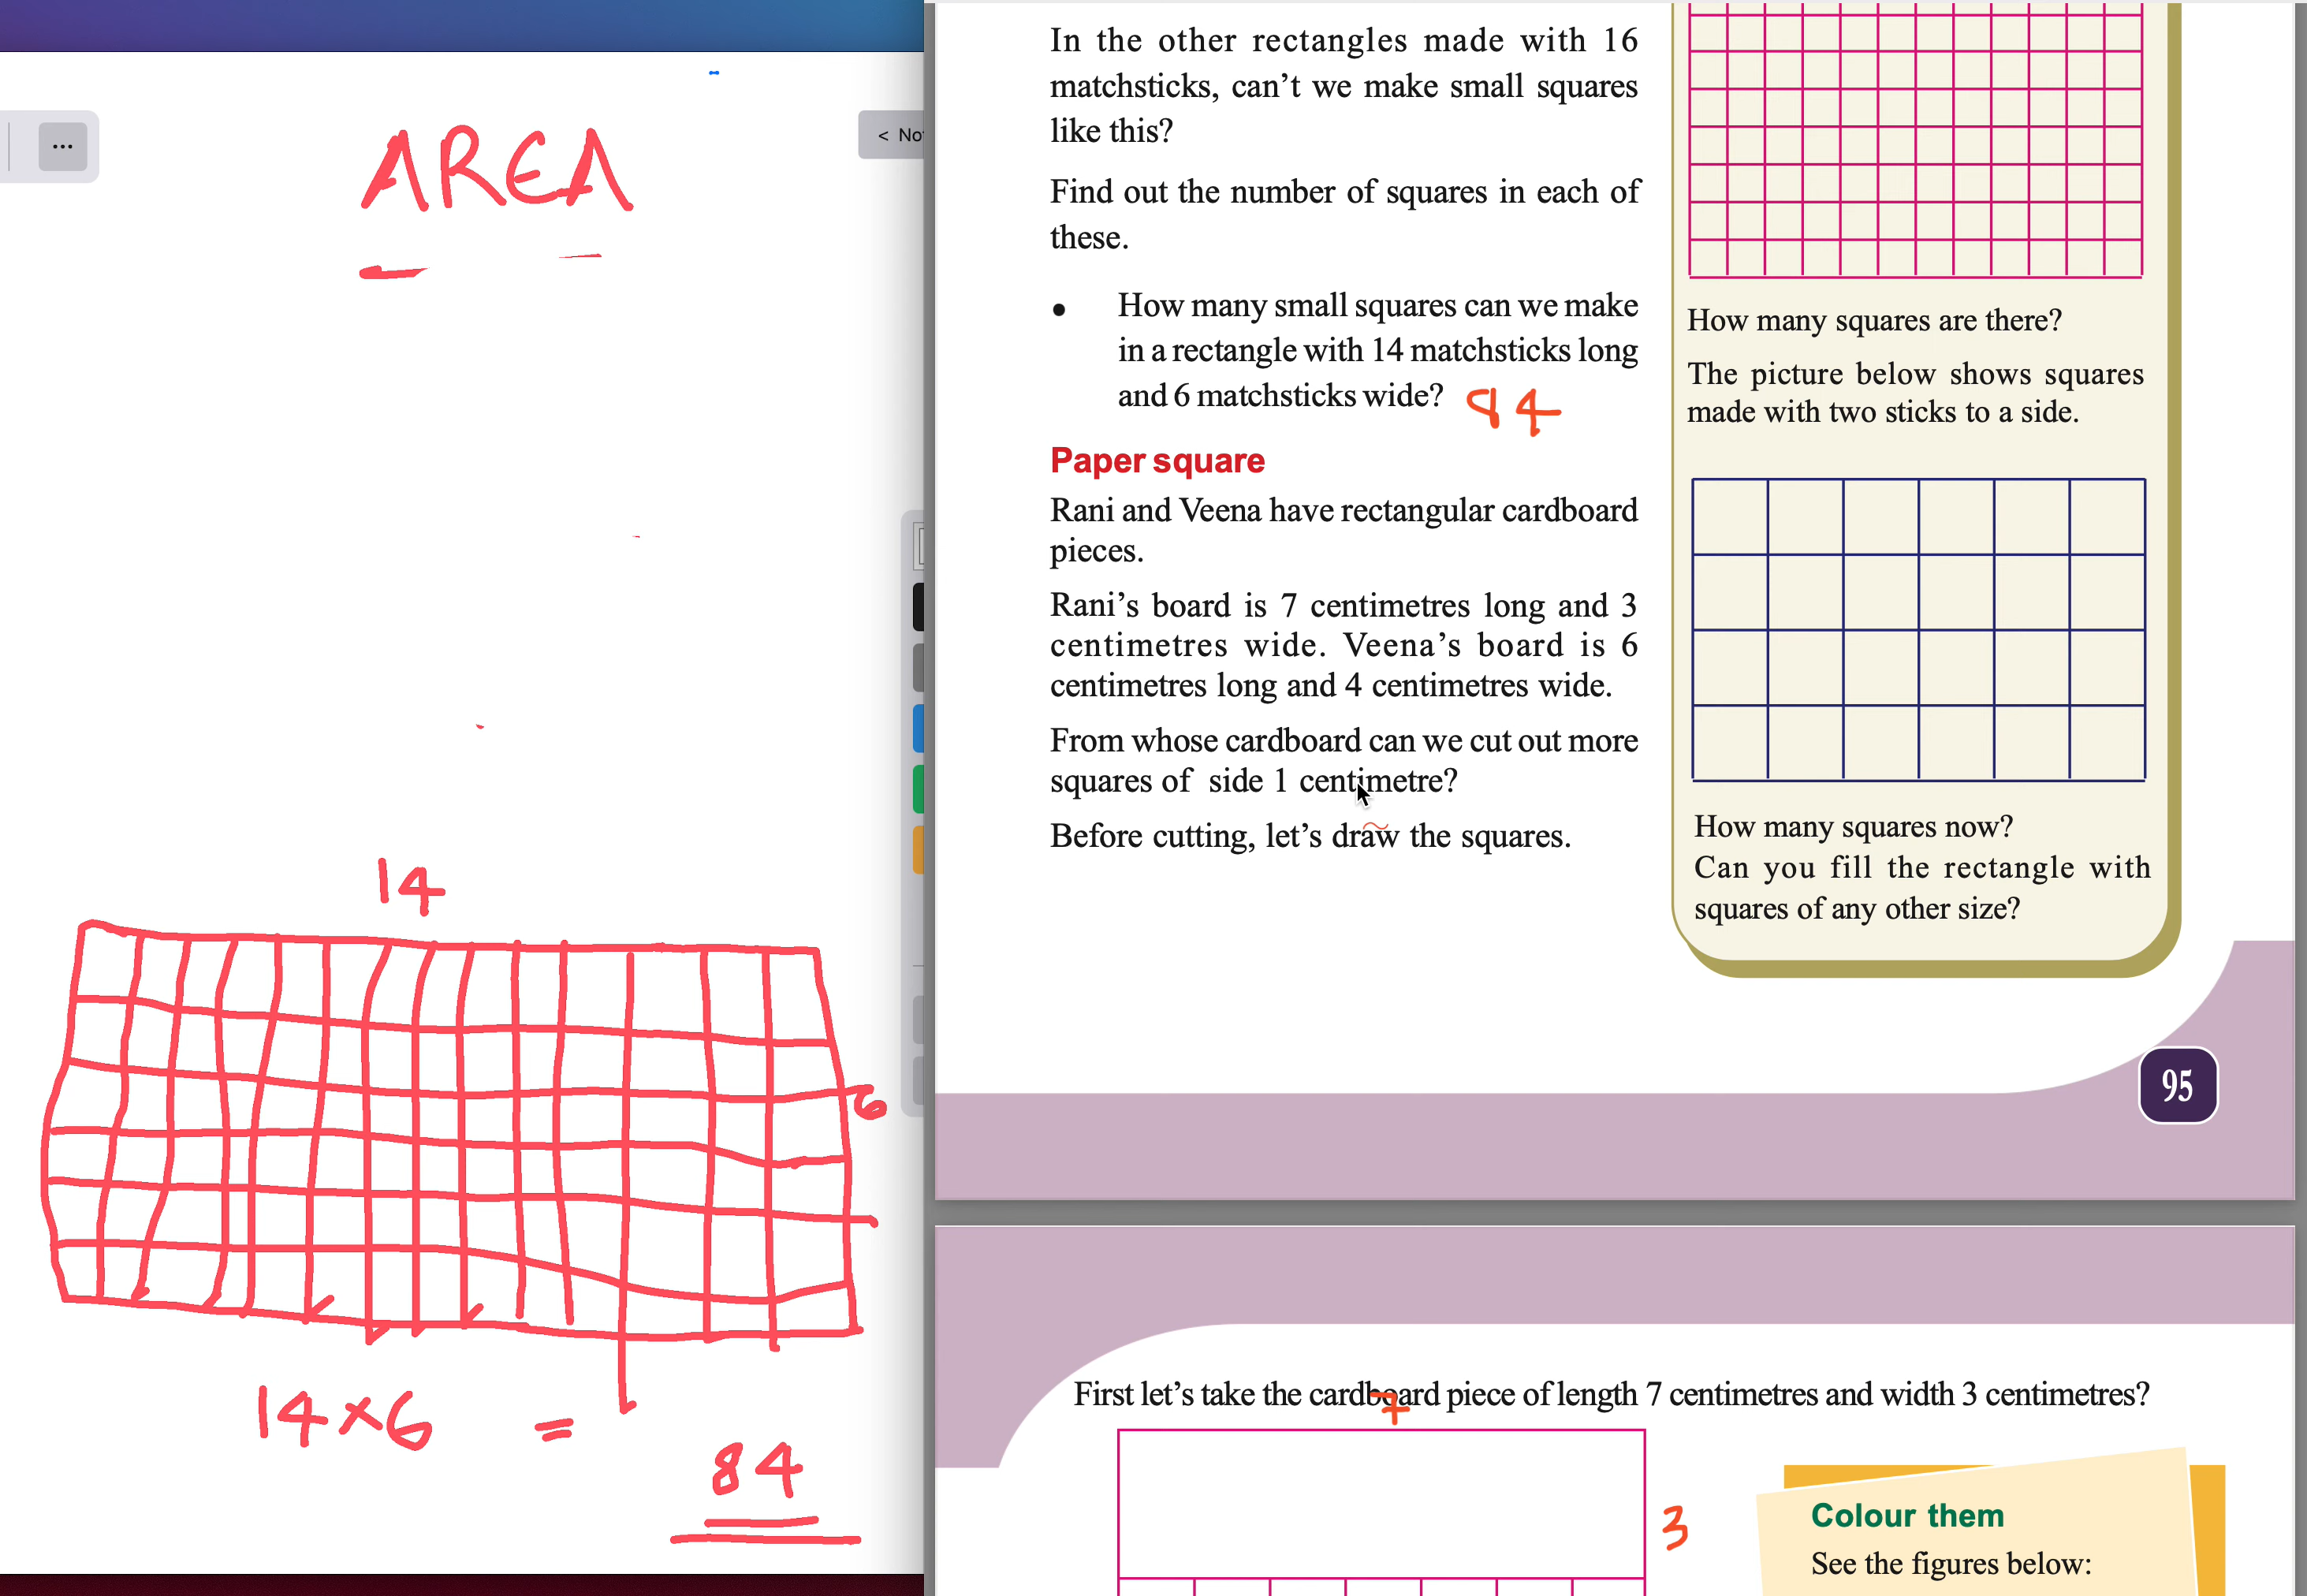 ...
< No
AREA
14
6
14×6 =
84
In the other rectangles made with 16
matchsticks, can’t we make small squares
like this?
Find out the number of squares in each of
these.
• How many small squares can we make
in a rectangle with 14 matchsticks long
and 6 matchsticks wide? 84
Paper square
Rani and Veena have rectangular cardboard
pieces.
Rani’s board is 7 centimetres long and 3
centimetres wide. Veena’s board is 6
centimetres long and 4 centimetres wide.
From whose cardboard can we cut out more
squares of side 1 centimetre?
Before cutting, let’s draw the squares.
How many squares are there?
The picture below shows squares
made with two sticks to a side.
How many squares now?
Can you fill the rectangle with
squares of any other size?
95
First let’s take the cardboard piece of length 7 centimetres and width 3 centimetres?
7
3
Colour them
See the figures below: